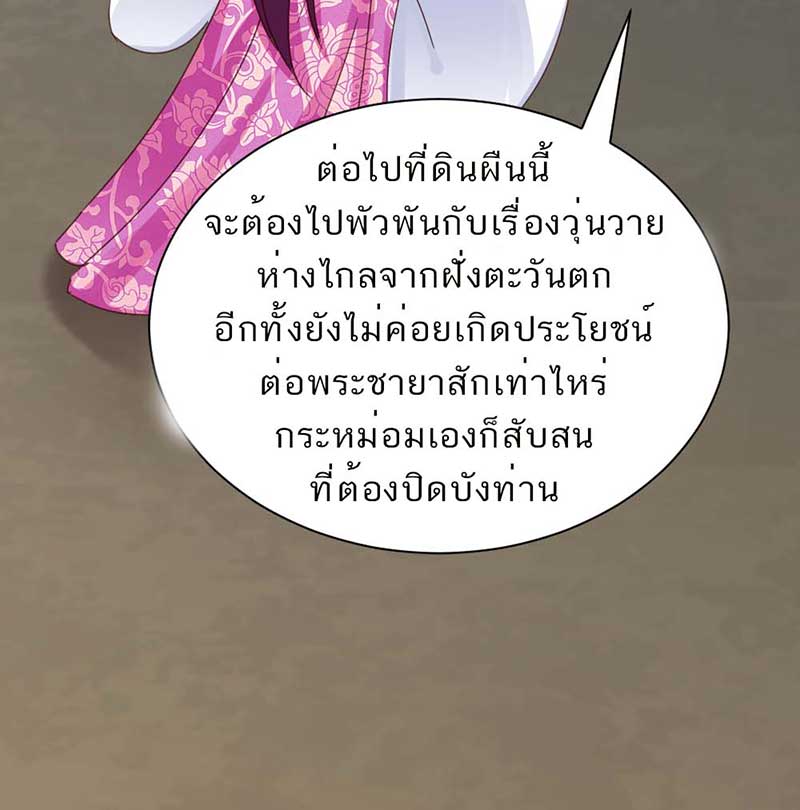 ต่อไปที่ดินผืนนี้
จะต้องไปพัวพันกับเรื่องวุ่นวาย
ห่างไกลจากฝั่งตะวันตก
อีกทั้งยังไม่ค่อยเกิดประโยชน์
ต่อพระชายาสักเท่าไหร่
กระหม่อมเองก็สับสน
ที่ต้องปิดบังท่าน